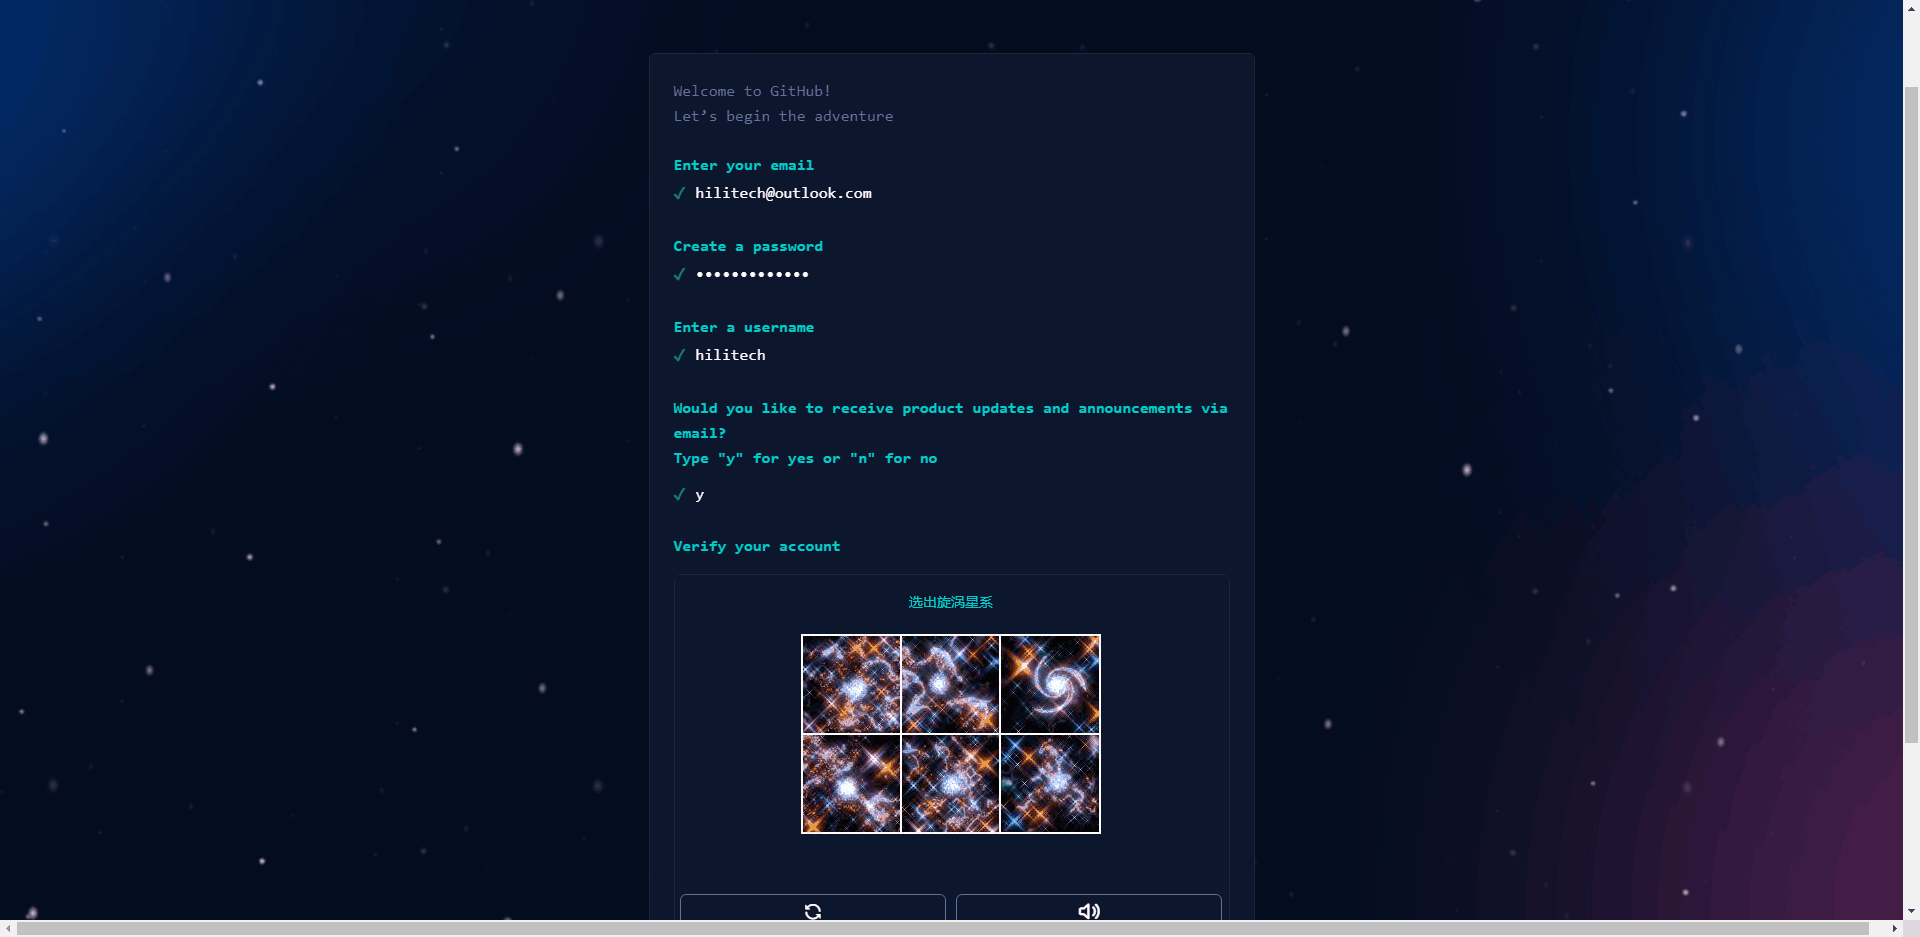 Welcome to GitHub!
Let’s begin the adventure
Enter your email
✓ hilitech@outlook.com
Create a password
✓ •••••••••••••
Enter a username
✓ hilitech
Would you like to receive product updates and announcements via
email?
Type "y" for yes or "n" for no
✓ y
Verify your account
选出旋涡星系